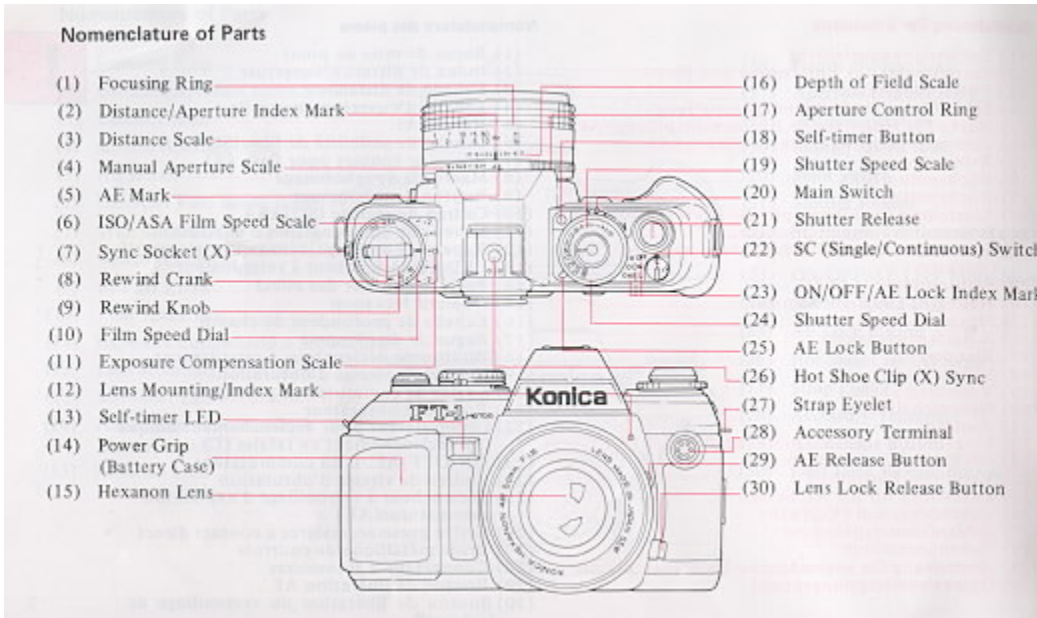 Nomenclature of Parts
(1) Focusing Ring
(2) Distance/Aperture Index Mark
(3) Distance Scale
(4) Manual Aperture Scale
(5) AE Mark
(6) ISO/ASA Film Speed Scale
(7) Sync Socket (X)
(8) Rewind Crank
(9) Rewind Knob
(10) Film Speed Dial
(11) Exposure Compensation Scale
(12) Lens Mounting/Index Mark
(13) Self-timer LED
(14) Power Grip
(Battery Case)
(15) Hexanon Lens
Konica
FT-1 MOTOR
(16) Depth of Field Scale
(17) Aperture Control Ring
(18) Self-timer Button
(19) Shutter Speed Scale
(20) Main Switch
(21) Shutter Release
(22) SC (Single/Continuous) Switch
(23) ON/OFF/AE Lock Index Mark
(24) Shutter Speed Dial
(25) AE Lock Button
(26) Hot Shoe Clip (X) Sync
(27) Strap Eyelet
(28) Accessory Terminal
(29) AE Release Button
(30) Lens Lock Release Button